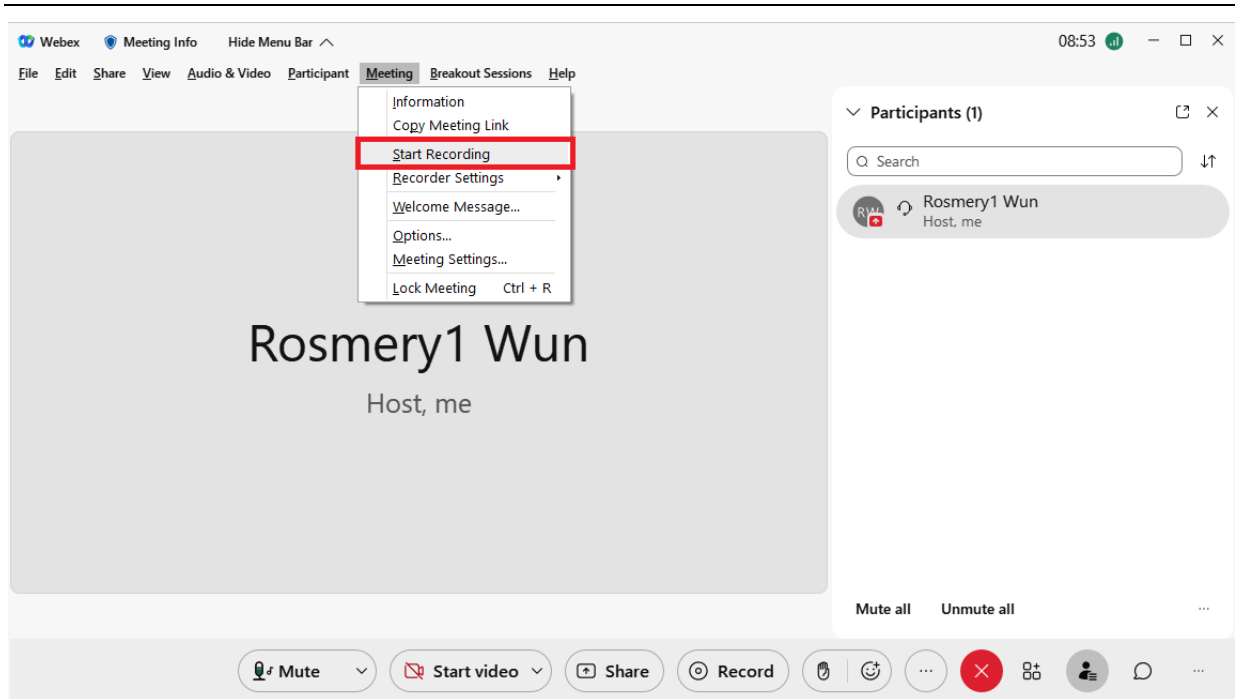 Webex Meeting Info Hide Menu Bar 08:53
File Edit Share View Audio & Video Participant Meeting Breakout Sessions Help
Information
Copy Meeting Link
Start Recording
Recorder Settings
Welcome Message...
Options...
Meeting Settings...
Lock Meeting Ctrl + R
Rosmery1 Wun
Host, me
Participants (1)
Search
RW Rosmery1 Wun
Host, me
Mute all Unmute all
Mute Start video Share Record